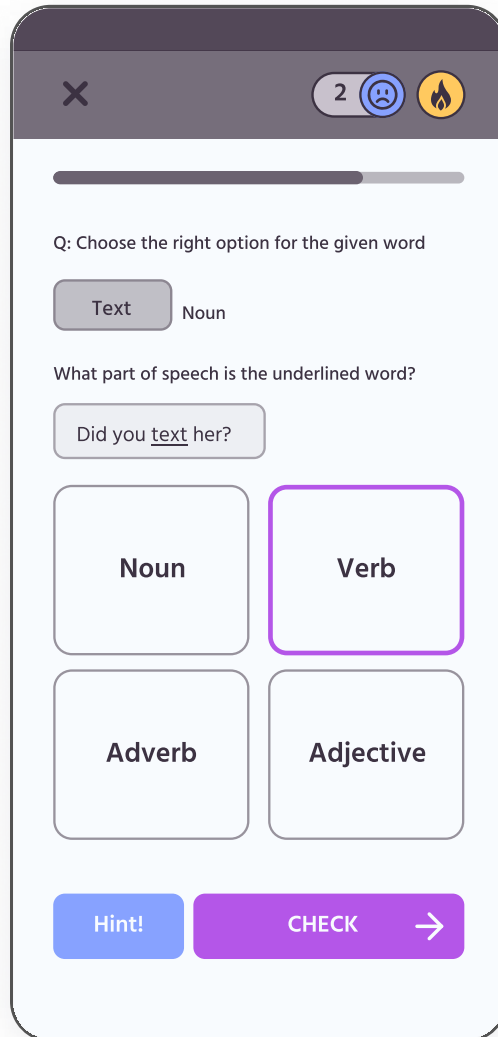 2
Q: Choose the right option for the given word
Text
Noun
What part of speech is the underlined word?
Did you text her?
Noun
Verb
Adverb
Adjective
Hint!
CHECK